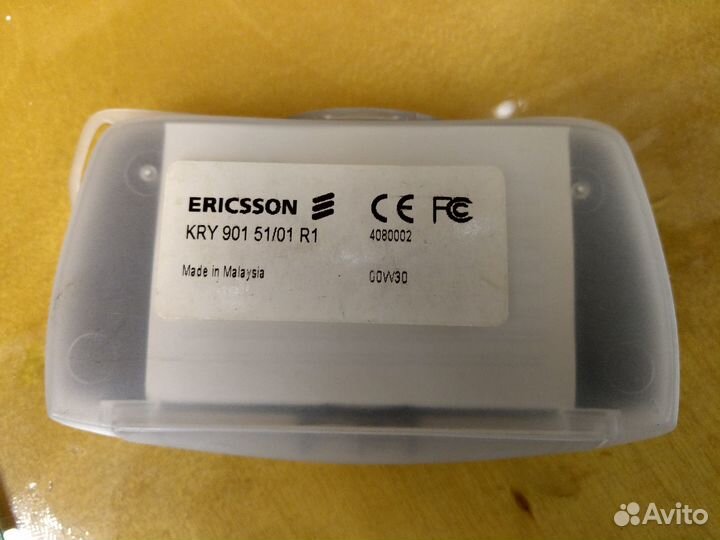 ERICSSON CE FC
KRY 901 51/01 R1 4080002
Made in Malaysia 00W30
Avito